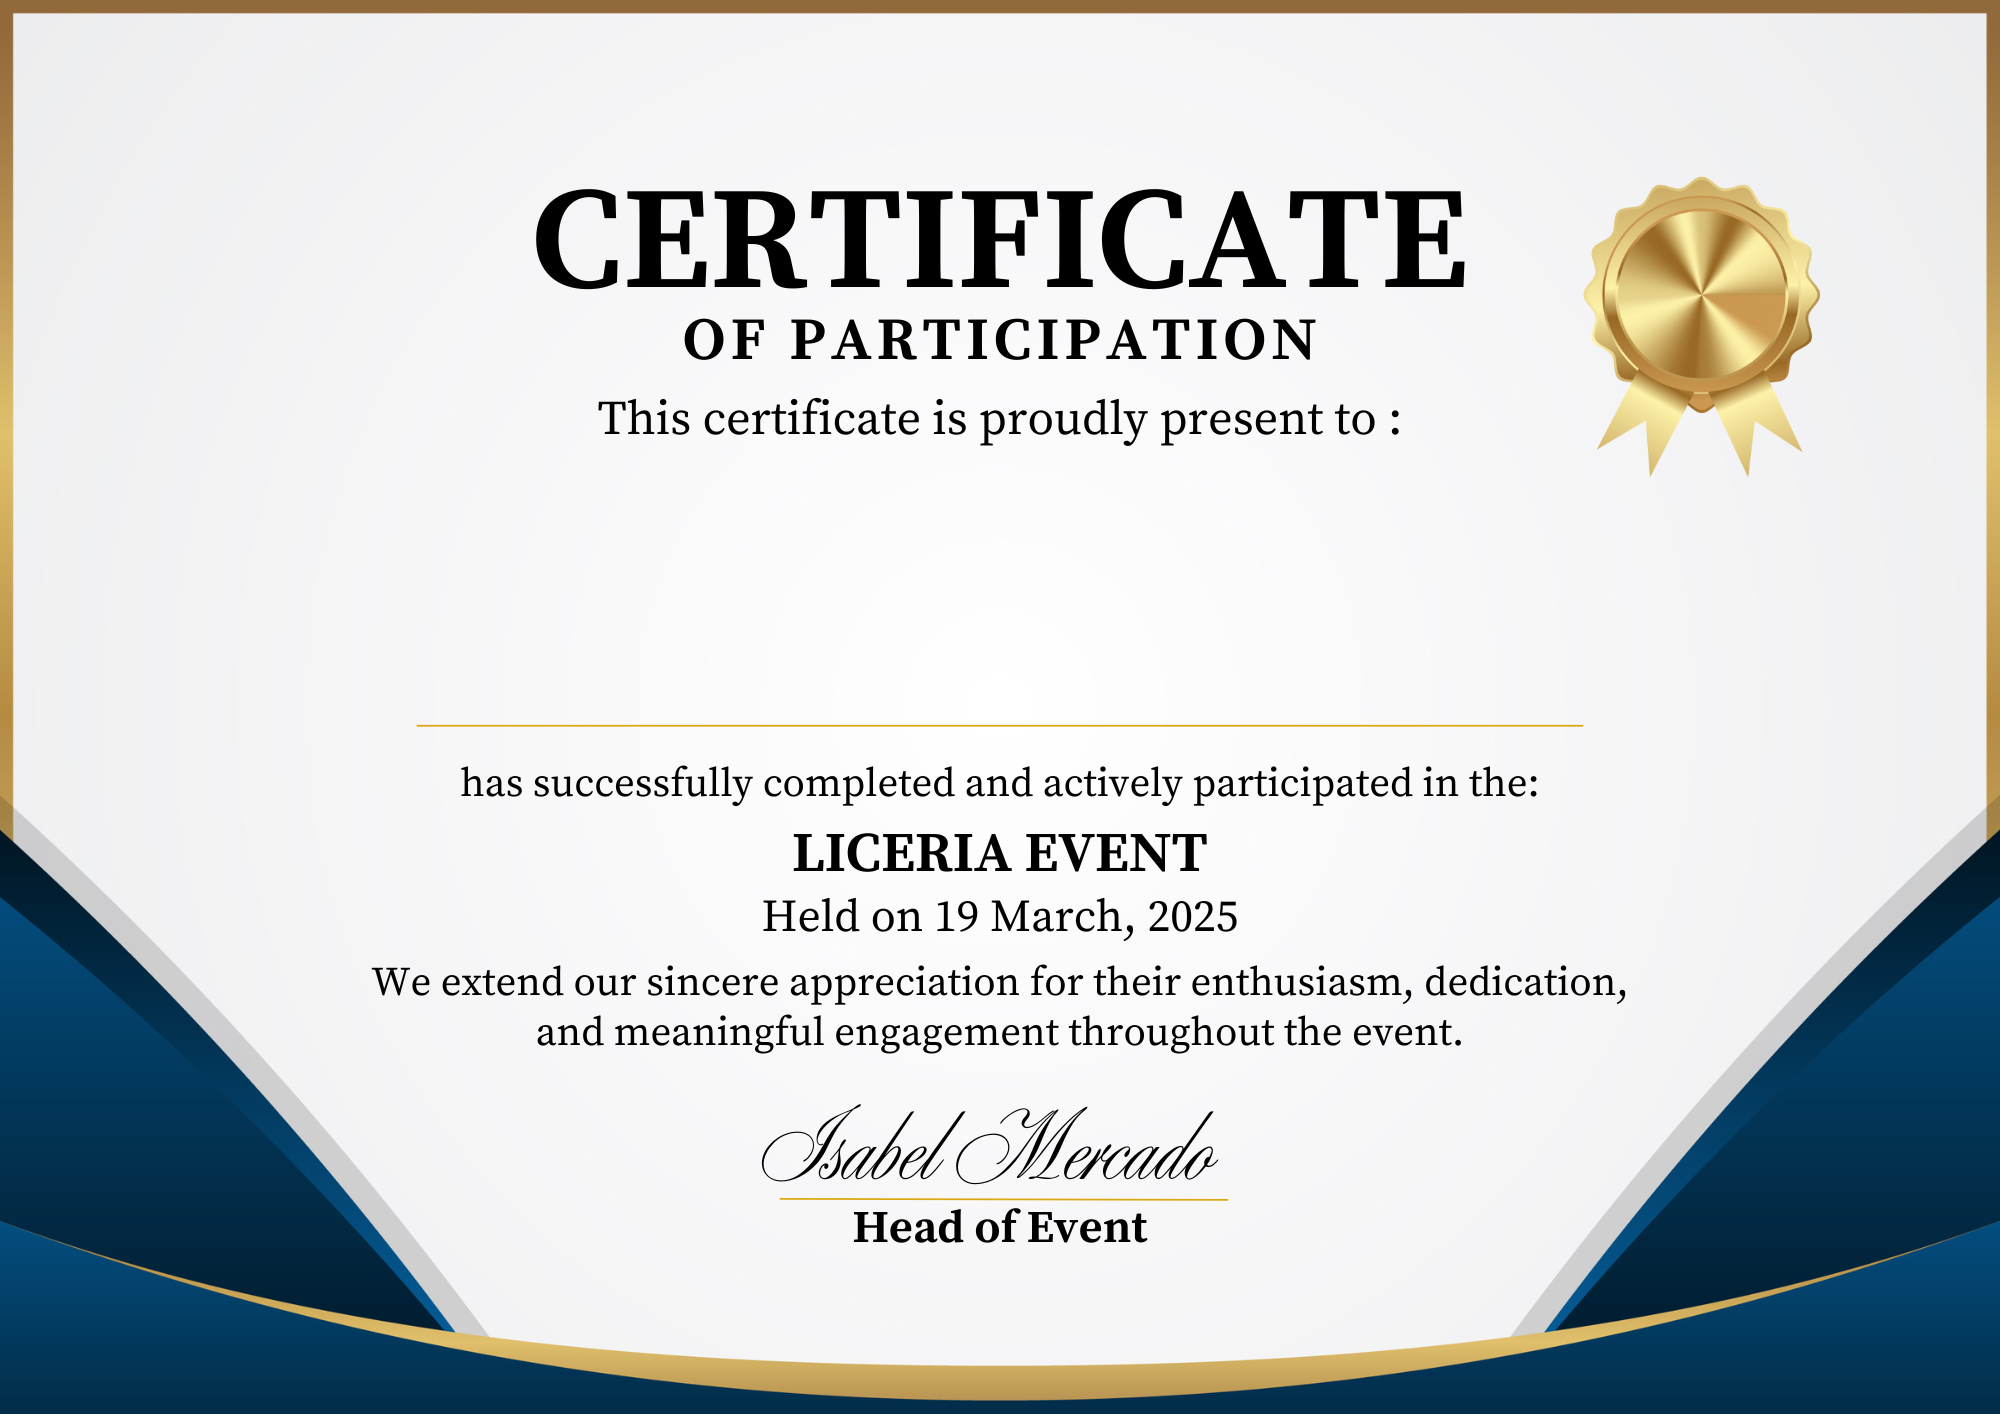 CERTIFICATE
OF PARTICIPATION
This certificate is proudly present to :
has successfully completed and actively participated in the:
LICERIA EVENT
Held on 19 March, 2025
We extend our sincere appreciation for their enthusiasm, dedication,
and meaningful engagement throughout the event.
Isabel Mercado
Head of Event